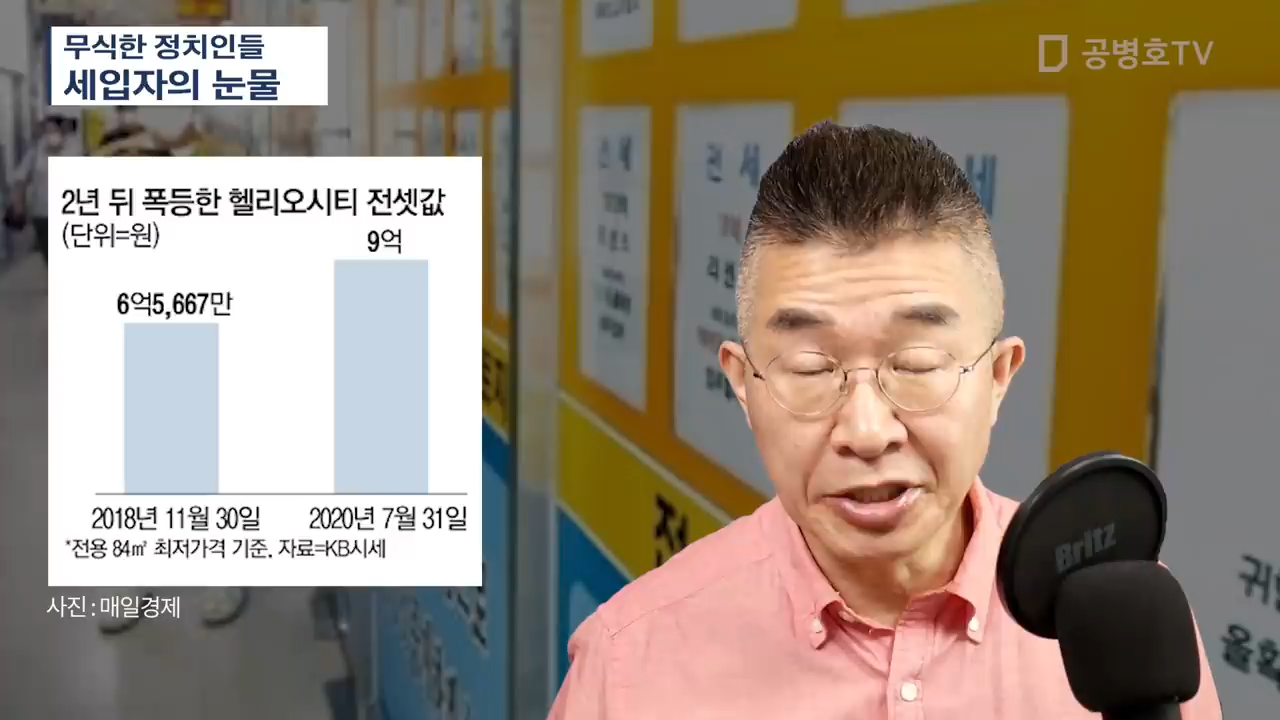 무식한 정치인들
세입자의 눈물
공병호TV
2년 뒤 폭등한 헬리오시티 전셋값
(단위=원)
9억
6억5,667만
2018년 11월 30일
2020년 7월 31일
*전용 84㎡ 최저가격 기준. 자료=KB시세
사진 : 매일경제
전 세
세
전
Britz